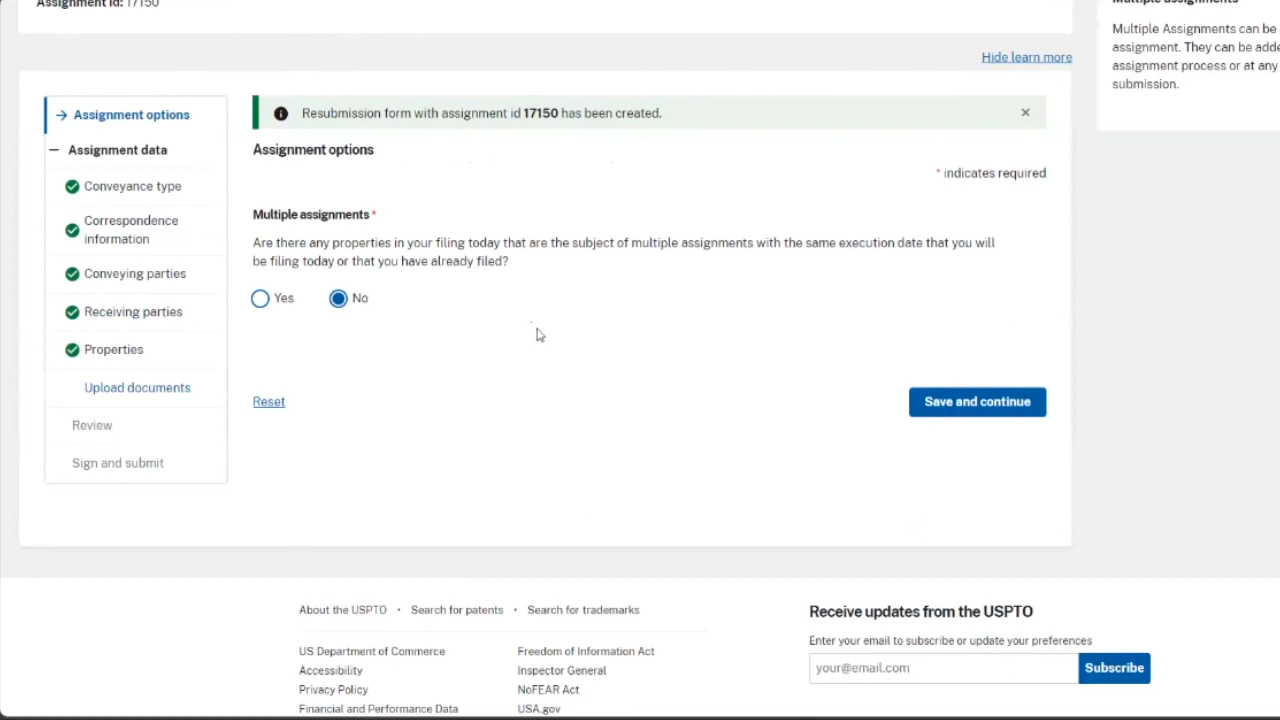 Assignment id: 17150
Multiple assignments
Multiple Assignments can be
assignment. They can be adde
assignment process or at any
submission.
Hide learn more
Assignment options
Assignment data
Conveyance type
Correspondence
information
Conveying parties
Receiving parties
Properties
Upload documents
Review
Sign and submit
Resubmission form with assignment id 17150 has been created.
Assignment options
* indicates required
Multiple assignments *
Are there any properties in your filing today that are the subject of multiple assignments with the same execution date that you will
be filing today or that you have already filed?
Yes No
Reset
Save and continue
About the USPTO • Search for patents • Search for trademarks
US Department of Commerce
Accessibility
Privacy Policy
Financial and Performance Data
Freedom of Information Act
Inspector General
NoFEAR Act
USA.gov
Receive updates from the USPTO
Enter your email to subscribe or update your preferences
your@email.com
Subscribe